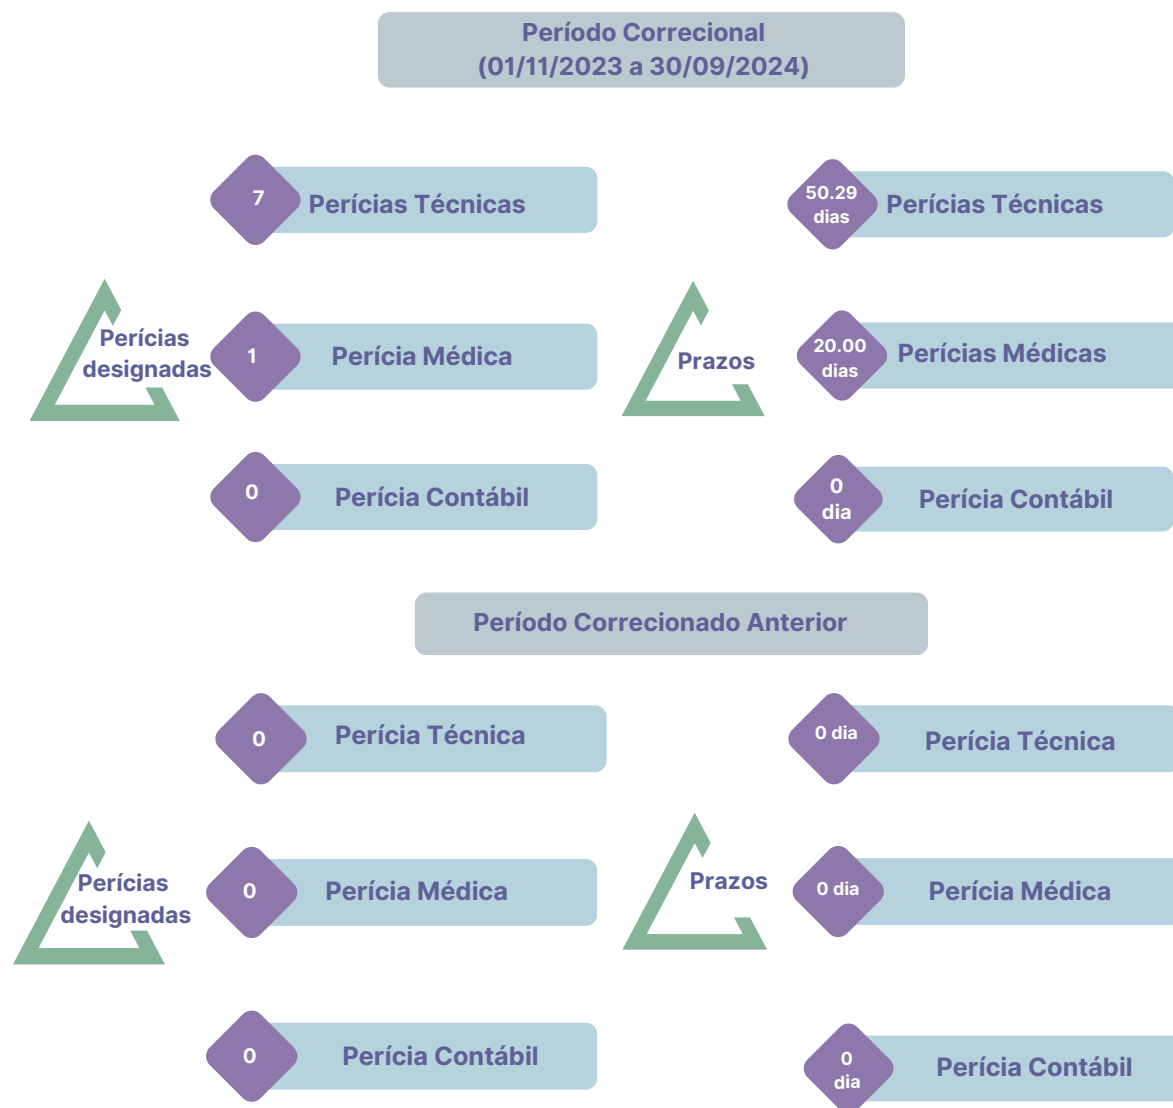 Período Correcional
(01/11/2023 a 30/09/2024)
7
Perícias Técnicas
Perícias
designadas
1
Perícia Médica
0
Perícia Contábil
50.29
dias
Perícias Técnicas
Prazos
20.00
dias
Perícias Médicas
0
dia
Perícia Contábil
Período Correcionado Anterior
0
Perícia Técnica
Perícias
designadas
0
Perícia Médica
0
Perícia Contábil
0 dia
Perícia Técnica
Prazos
0 dia
Perícia Médica
0
dia
Perícia Contábil